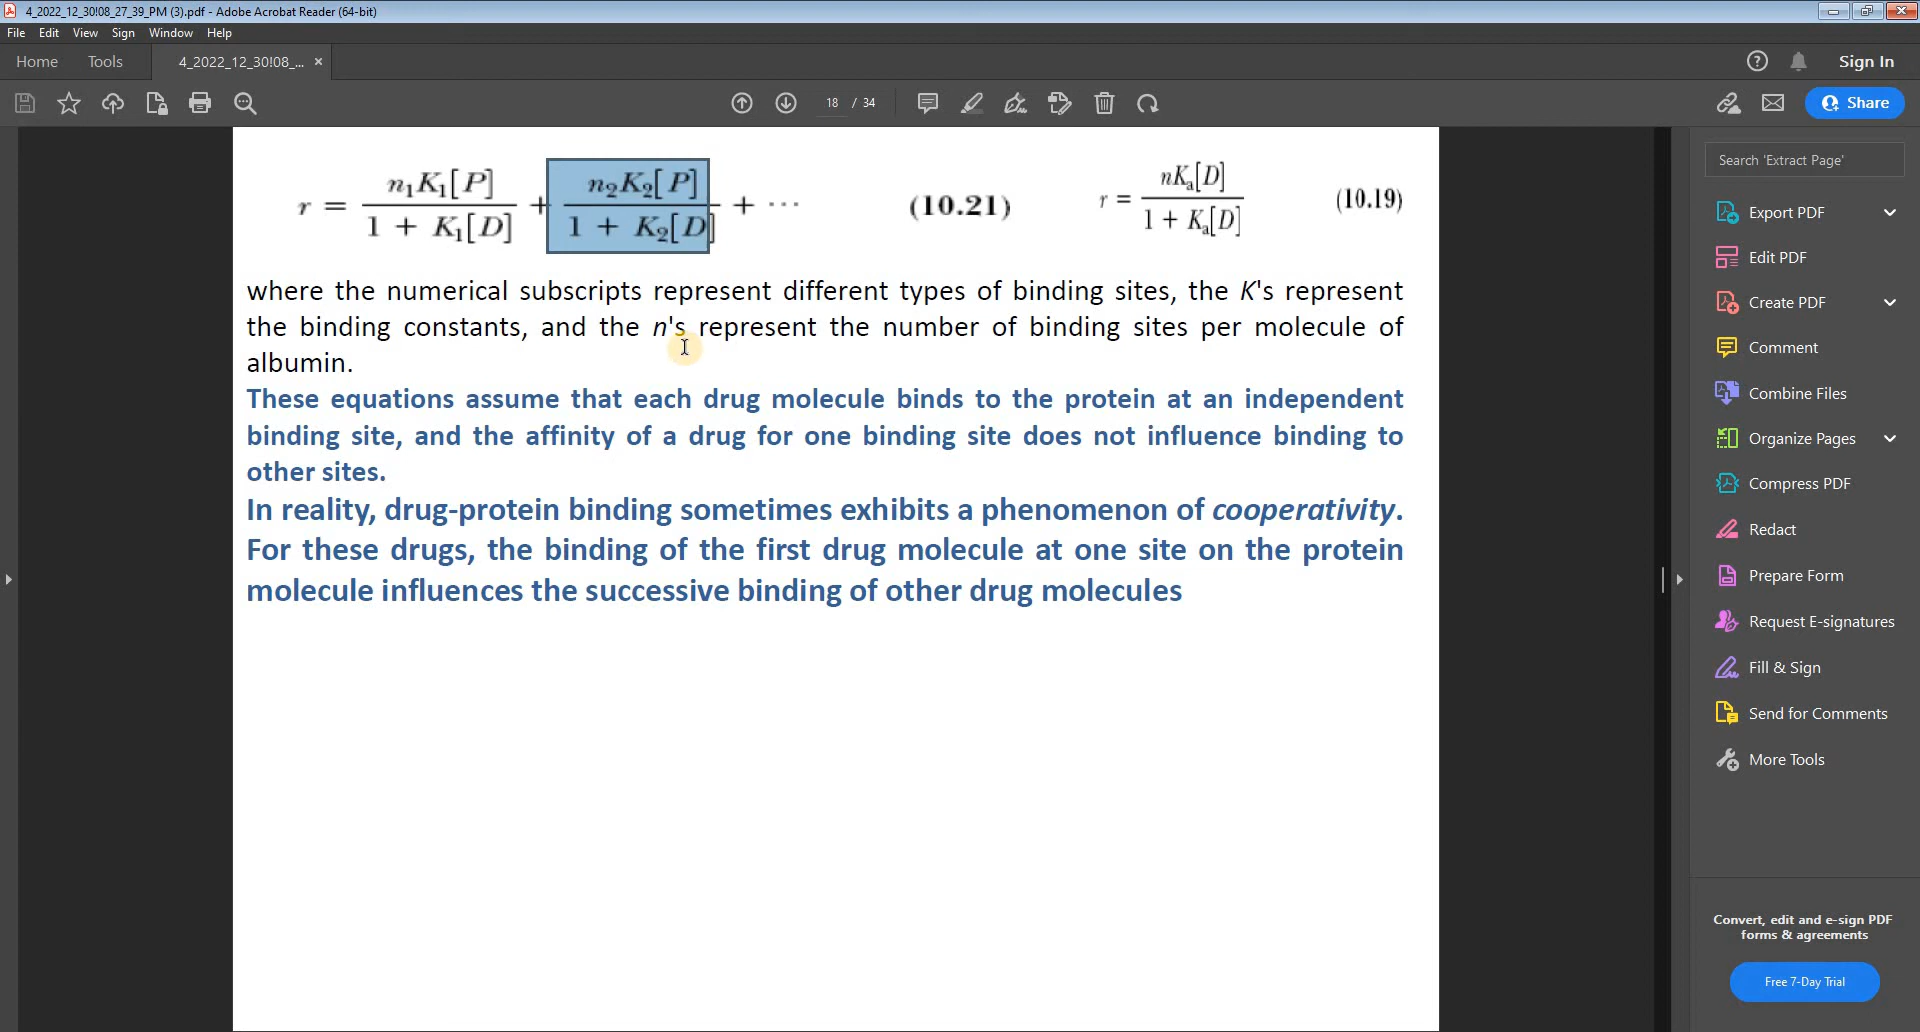 4_2022_12_30!08_27_39_PM (3).pdf - Adobe Acrobat Reader (64-bit)
File Edit View Sign Window Help
Home Tools 4_2022_12_30!08_... × Sign In
18 / 34 Share
r = n₁K₁[P] / 1 + K₁[D] + n₂K₂[P] / 1 + K₂[D] + ··· (10.21) r = nKₐ[D] / 1 + Kₐ[D] (10.19)
where the numerical subscripts represent different types of binding sites, the K's represent
the binding constants, and the n's represent the number of binding sites per molecule of
albumin.
These equations assume that each drug molecule binds to the protein at an independent
binding site, and the affinity of a drug for one binding site does not influence binding to
other sites.
In reality, drug-protein binding sometimes exhibits a phenomenon of cooperativity.
For these drugs, the binding of the first drug molecule at one site on the protein
molecule influences the successive binding of other drug molecules
Search 'Extract Page'
Export PDF
Edit PDF
Create PDF
Comment
Combine Files
Organize Pages
Compress PDF
Redact
Prepare Form
Request E-signatures
Fill & Sign
Send for Comments
More Tools
Convert, edit and e-sign PDF
forms & agreements
Free 7-Day Trial